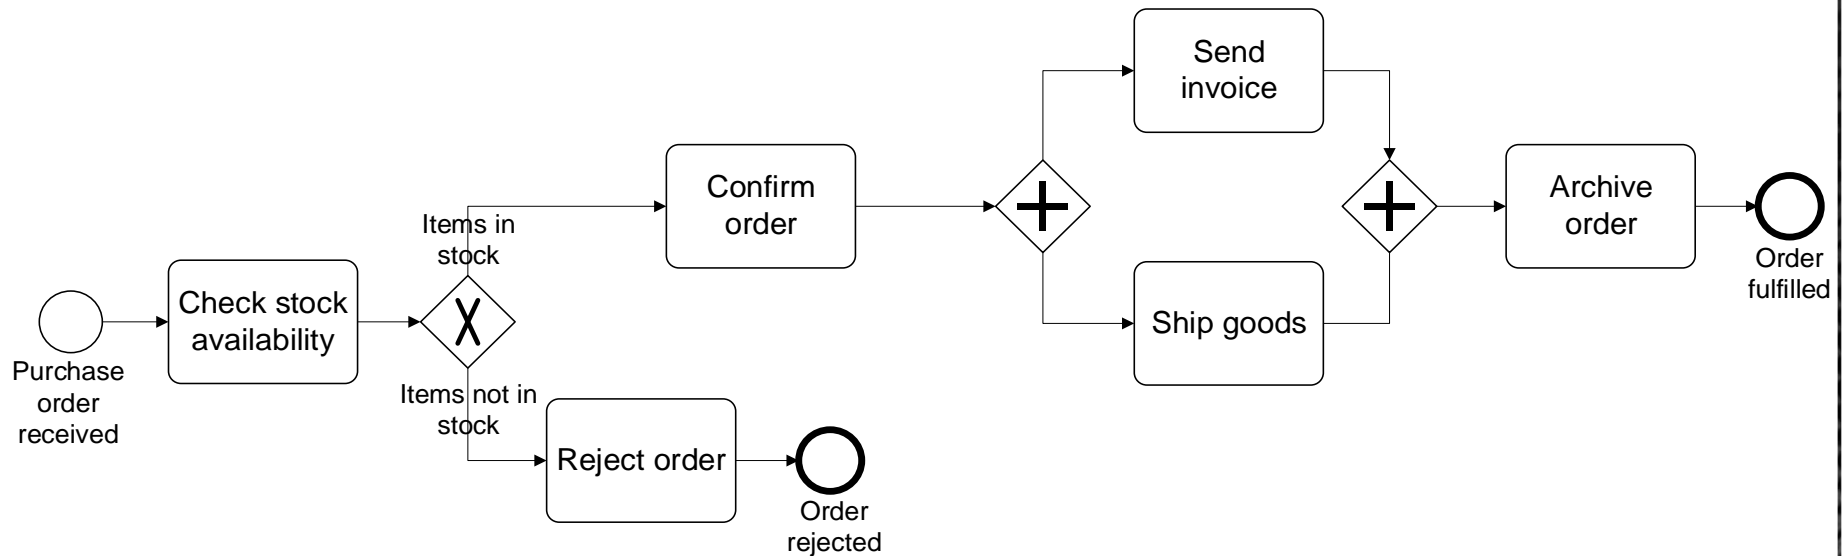 Purchase
order
received
Check stock
availability
Items in
stock
Items not in
stock
Confirm
order
Reject order
Order
rejected
Send
invoice
Ship goods
Archive
order
Order
fulfilled